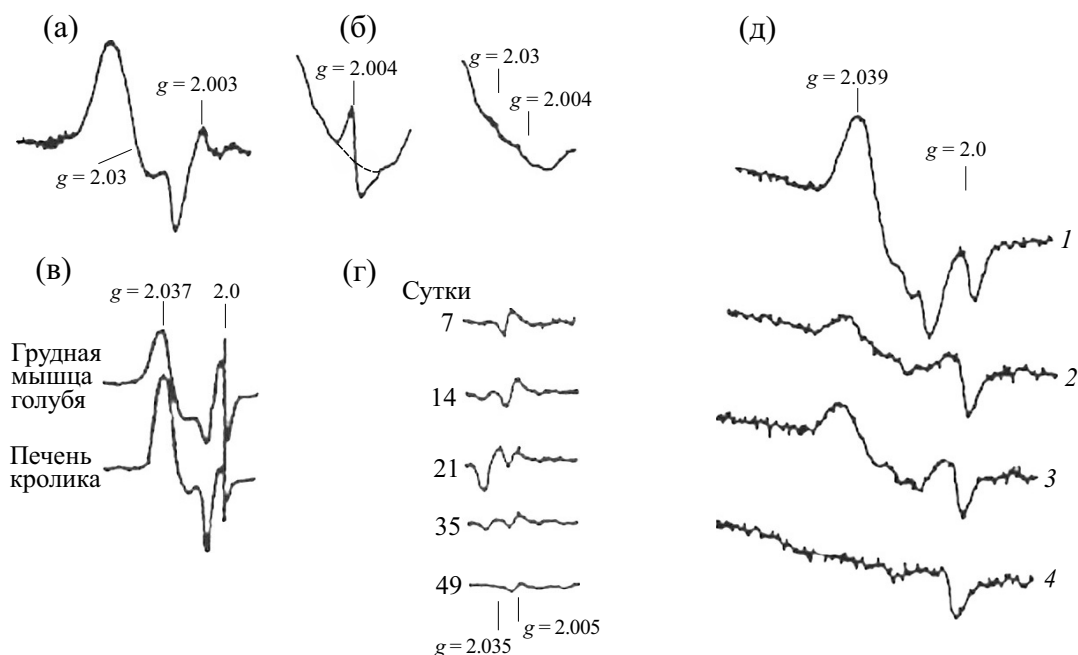 (а)
g = 2.003
g = 2.03
(б)
g = 2.004
g = 2.03
g = 2.004
(в)
g = 2.037 2.0
Грудная
мышца
голубя
Печень
кролика
(г)
Сутки
7
14
21
35
49
g = 2.005
g = 2.035
(д)
g = 2.039
g = 2.0
1
2
3
4